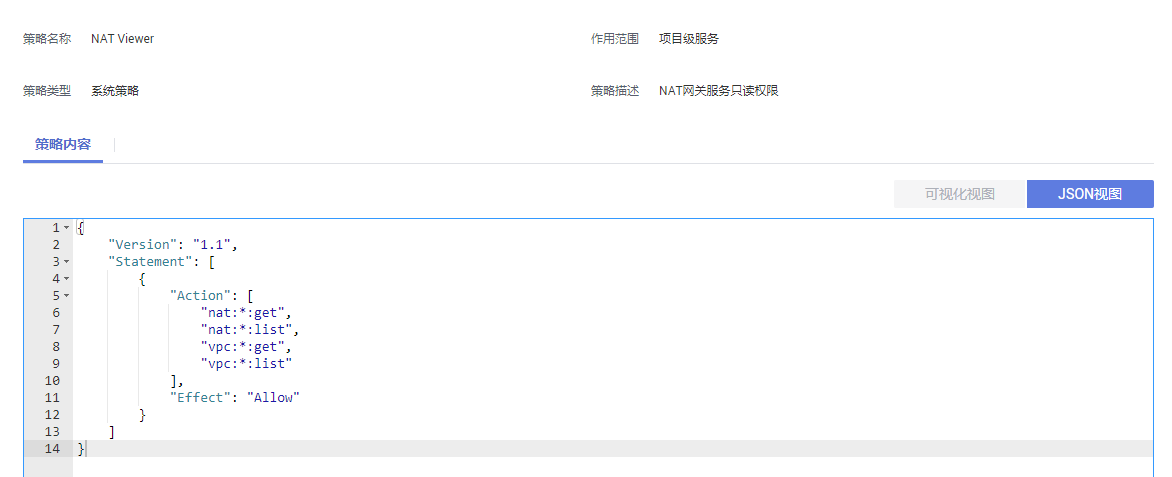 策略名称 NAT Viewer 作用范围 项目级服务
策略类型 系统策略 策略描述 NAT网关服务只读权限
策略内容
可视化视图 JSON视图
1 {
2 "Version": "1.1",
3 "Statement": [
4 {
5 "Action": [
6 "nat:*:get",
7 "nat:*:list",
8 "vpc:*:get",
9 "vpc:*:list"
10 ],
11 "Effect": "Allow"
12 }
13 ]
14 }